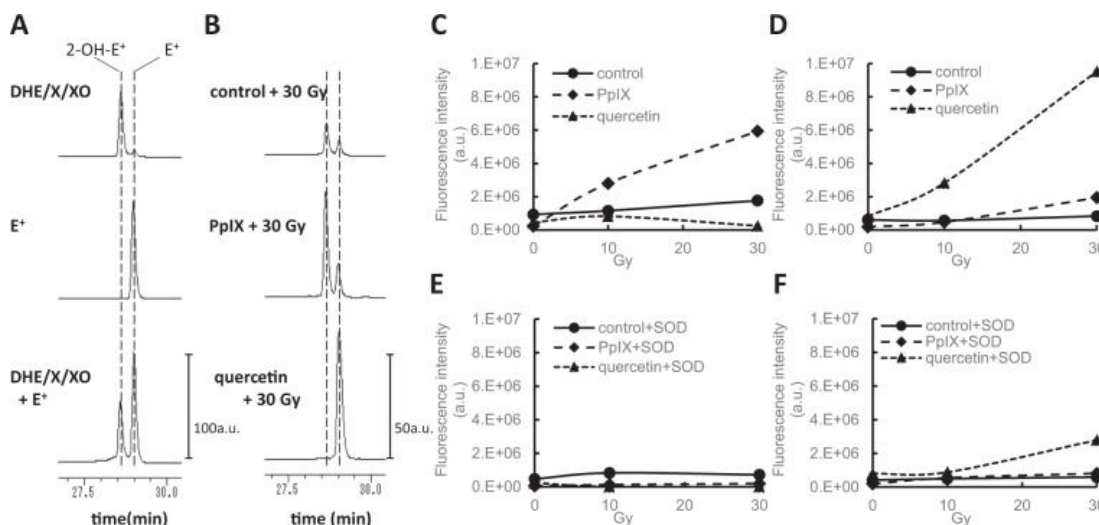 A
2-OH-E⁺ E⁺
DHE/X/XO
E⁺
DHE/X/XO
+ E⁺
100a.u.
27.5 30.0
time(min)
B
control + 30 Gy
PpIX + 30 Gy
quercetin
+ 30 Gy
50a.u.
27.5 30.0
time (min)
C
Fluorescence intensity
(a.u.)
1.E+07
8.E+06
6.E+06
4.E+06
2.E+06
0.E+00
control
PpIX
quercetin
0 10 20 30
Gy
D
Fluorescence intensity
(a.u.)
1.E+07
8.E+06
6.E+06
4.E+06
2.E+06
0.E+00
control
PpIX
quercetin
0 10 20 30
Gy
E
Fluorescence intensity
(a.u.)
1.E+07
8.E+06
6.E+06
4.E+06
2.E+06
0.E+00
control+SOD
PpIX+SOD
quercetin+SOD
0 10 20 30
Gy
F
Fluorescence intensity
(a.u.)
1.E+07
8.E+06
6.E+06
4.E+06
2.E+06
0.E+00
control+SOD
PpIX+SOD
quercetin+SOD
0 10 20 30
Gy